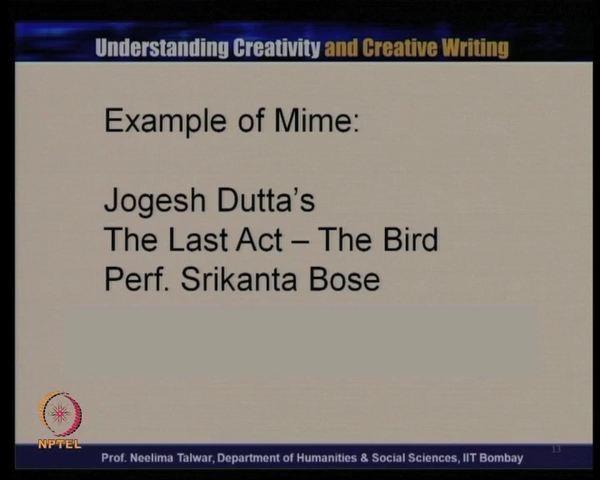 Understanding Creativity and Creative Writing
Example of Mime:
Jogesh Dutta's
The Last Act – The Bird
Perf. Srikanta Bose
NPTEL
13
Prof. Neelima Talwar, Department of Humanities & Social Sciences, IIT Bombay